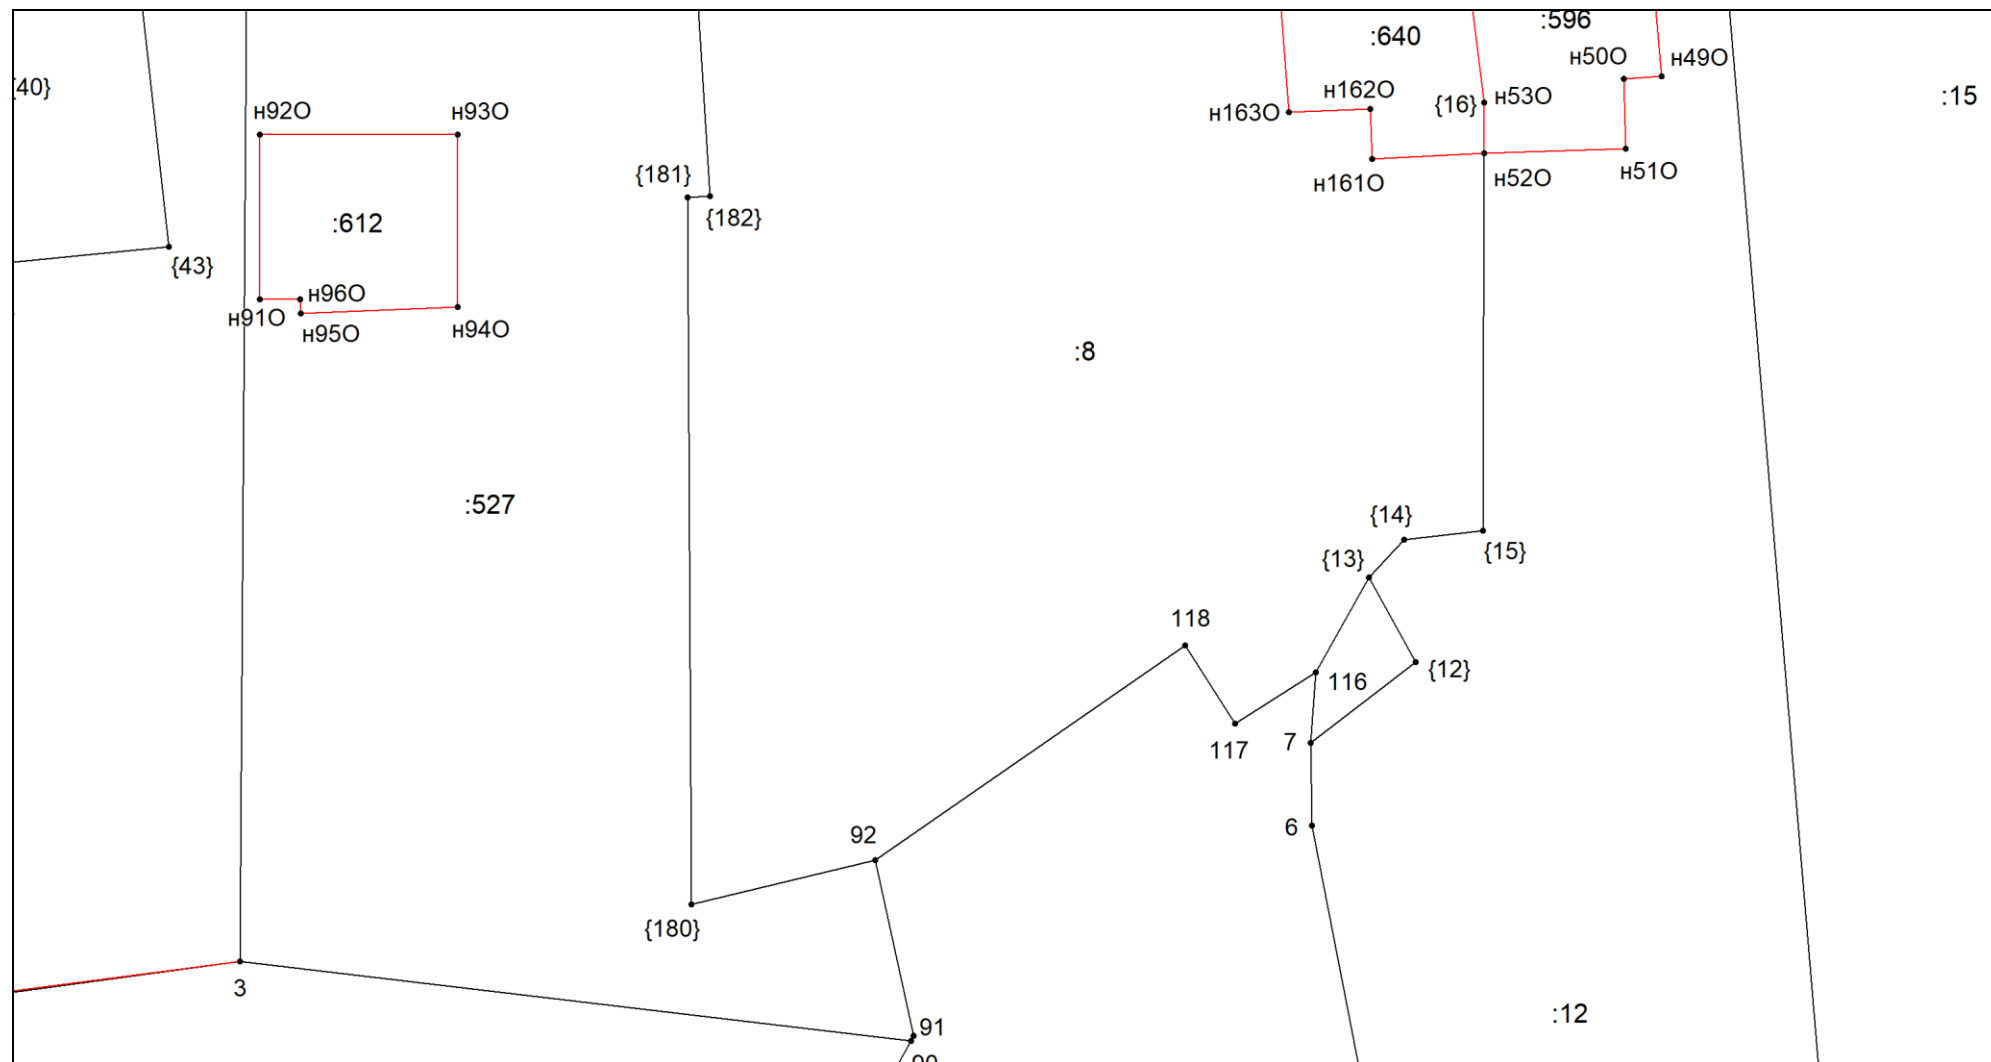 :596
:640
н50О
н49О
{40}
н162О
{16}
н53О
:15
н92О
н93О
н163О
{181}
н161О
н52О
н51О
{182}
:612
{43}
н96О
н91О
н95О
н94О
:8
:527
{14}
{15}
{13}
118
116
{12}
117
7
6
92
{180}
3
:12
91
90